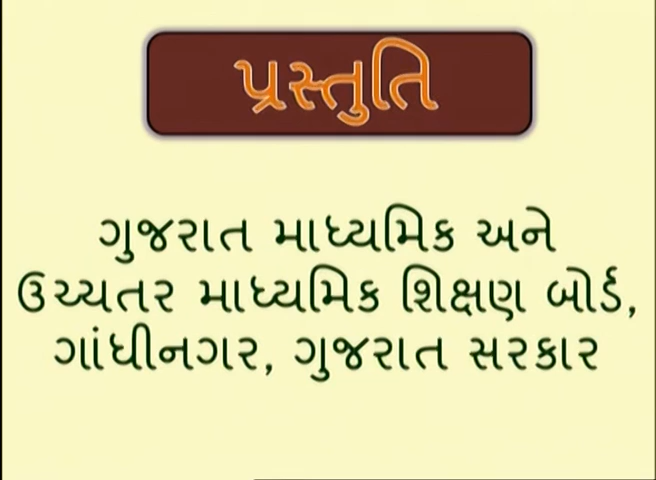 પ્રસ્તુતિ
ગુજરાત માધ્યમિક અને
ઉચ્ચતર માધ્યમિક શિક્ષણ બોર્ડ,
ગાંધીનગર, ગુજરાત સરકાર